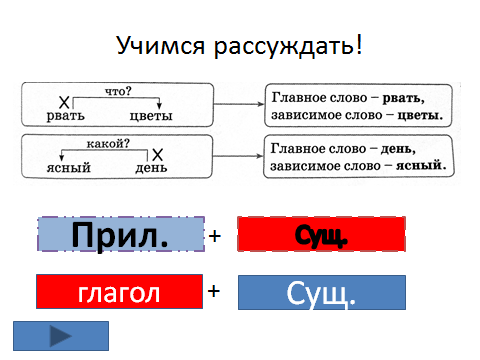 Учимся рассуждать!
что?
X
рвать цветы
Главное слово – рвать,
зависимое слово – цветы.
какой?
X
ясный день
Главное слово – день,
зависимое слово – ясный.
Прил. + Сущ.
глагол + Сущ.